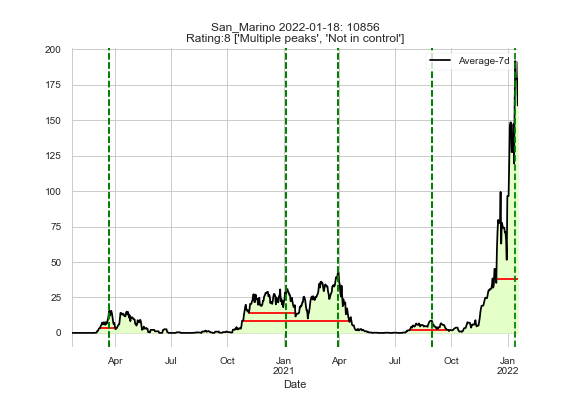 San_Marino 2022-01-18: 10856
Rating:8 ['Multiple peaks', 'Not in control']
Average-7d
200
175
150
125
100
75
50
25
0
Apr Jul Oct Jan Apr Jul Oct Jan
2021 2022
Date